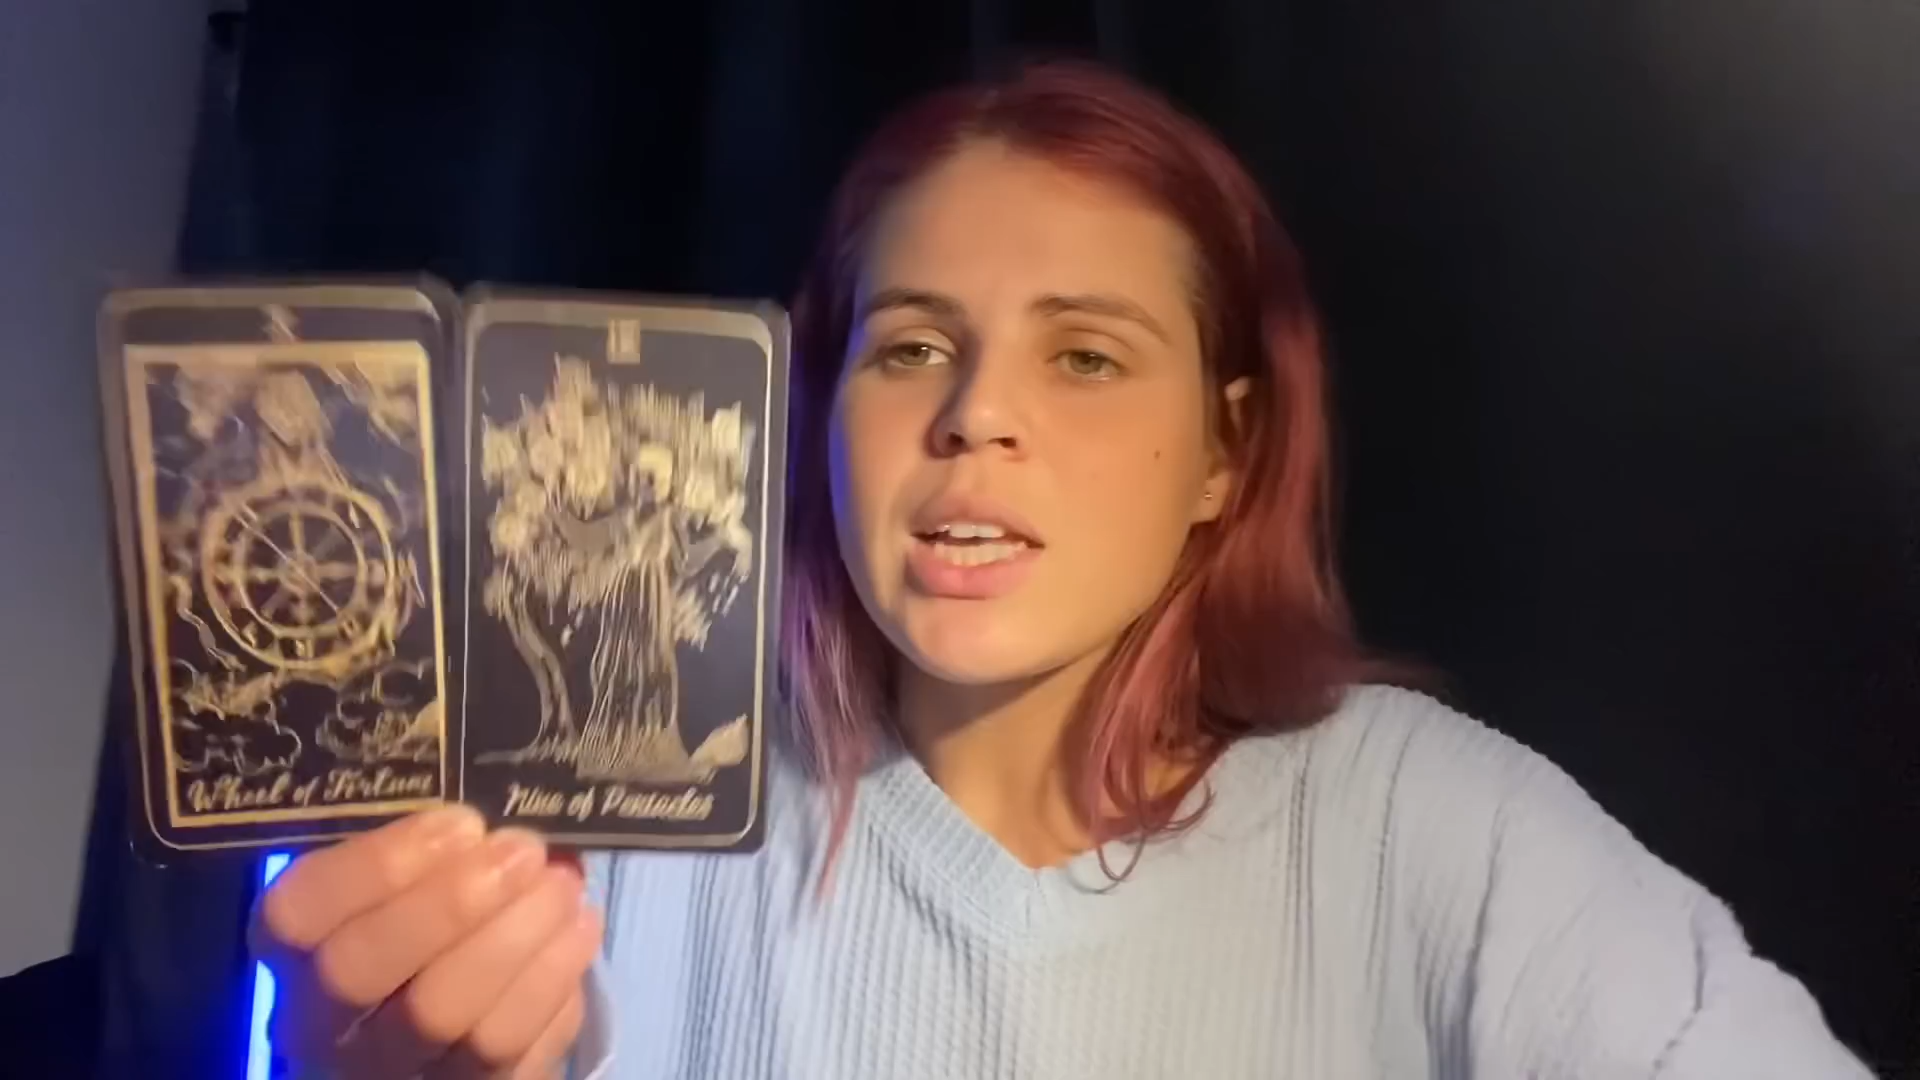 X
Wheel of Fortune
Nine of Pentacles